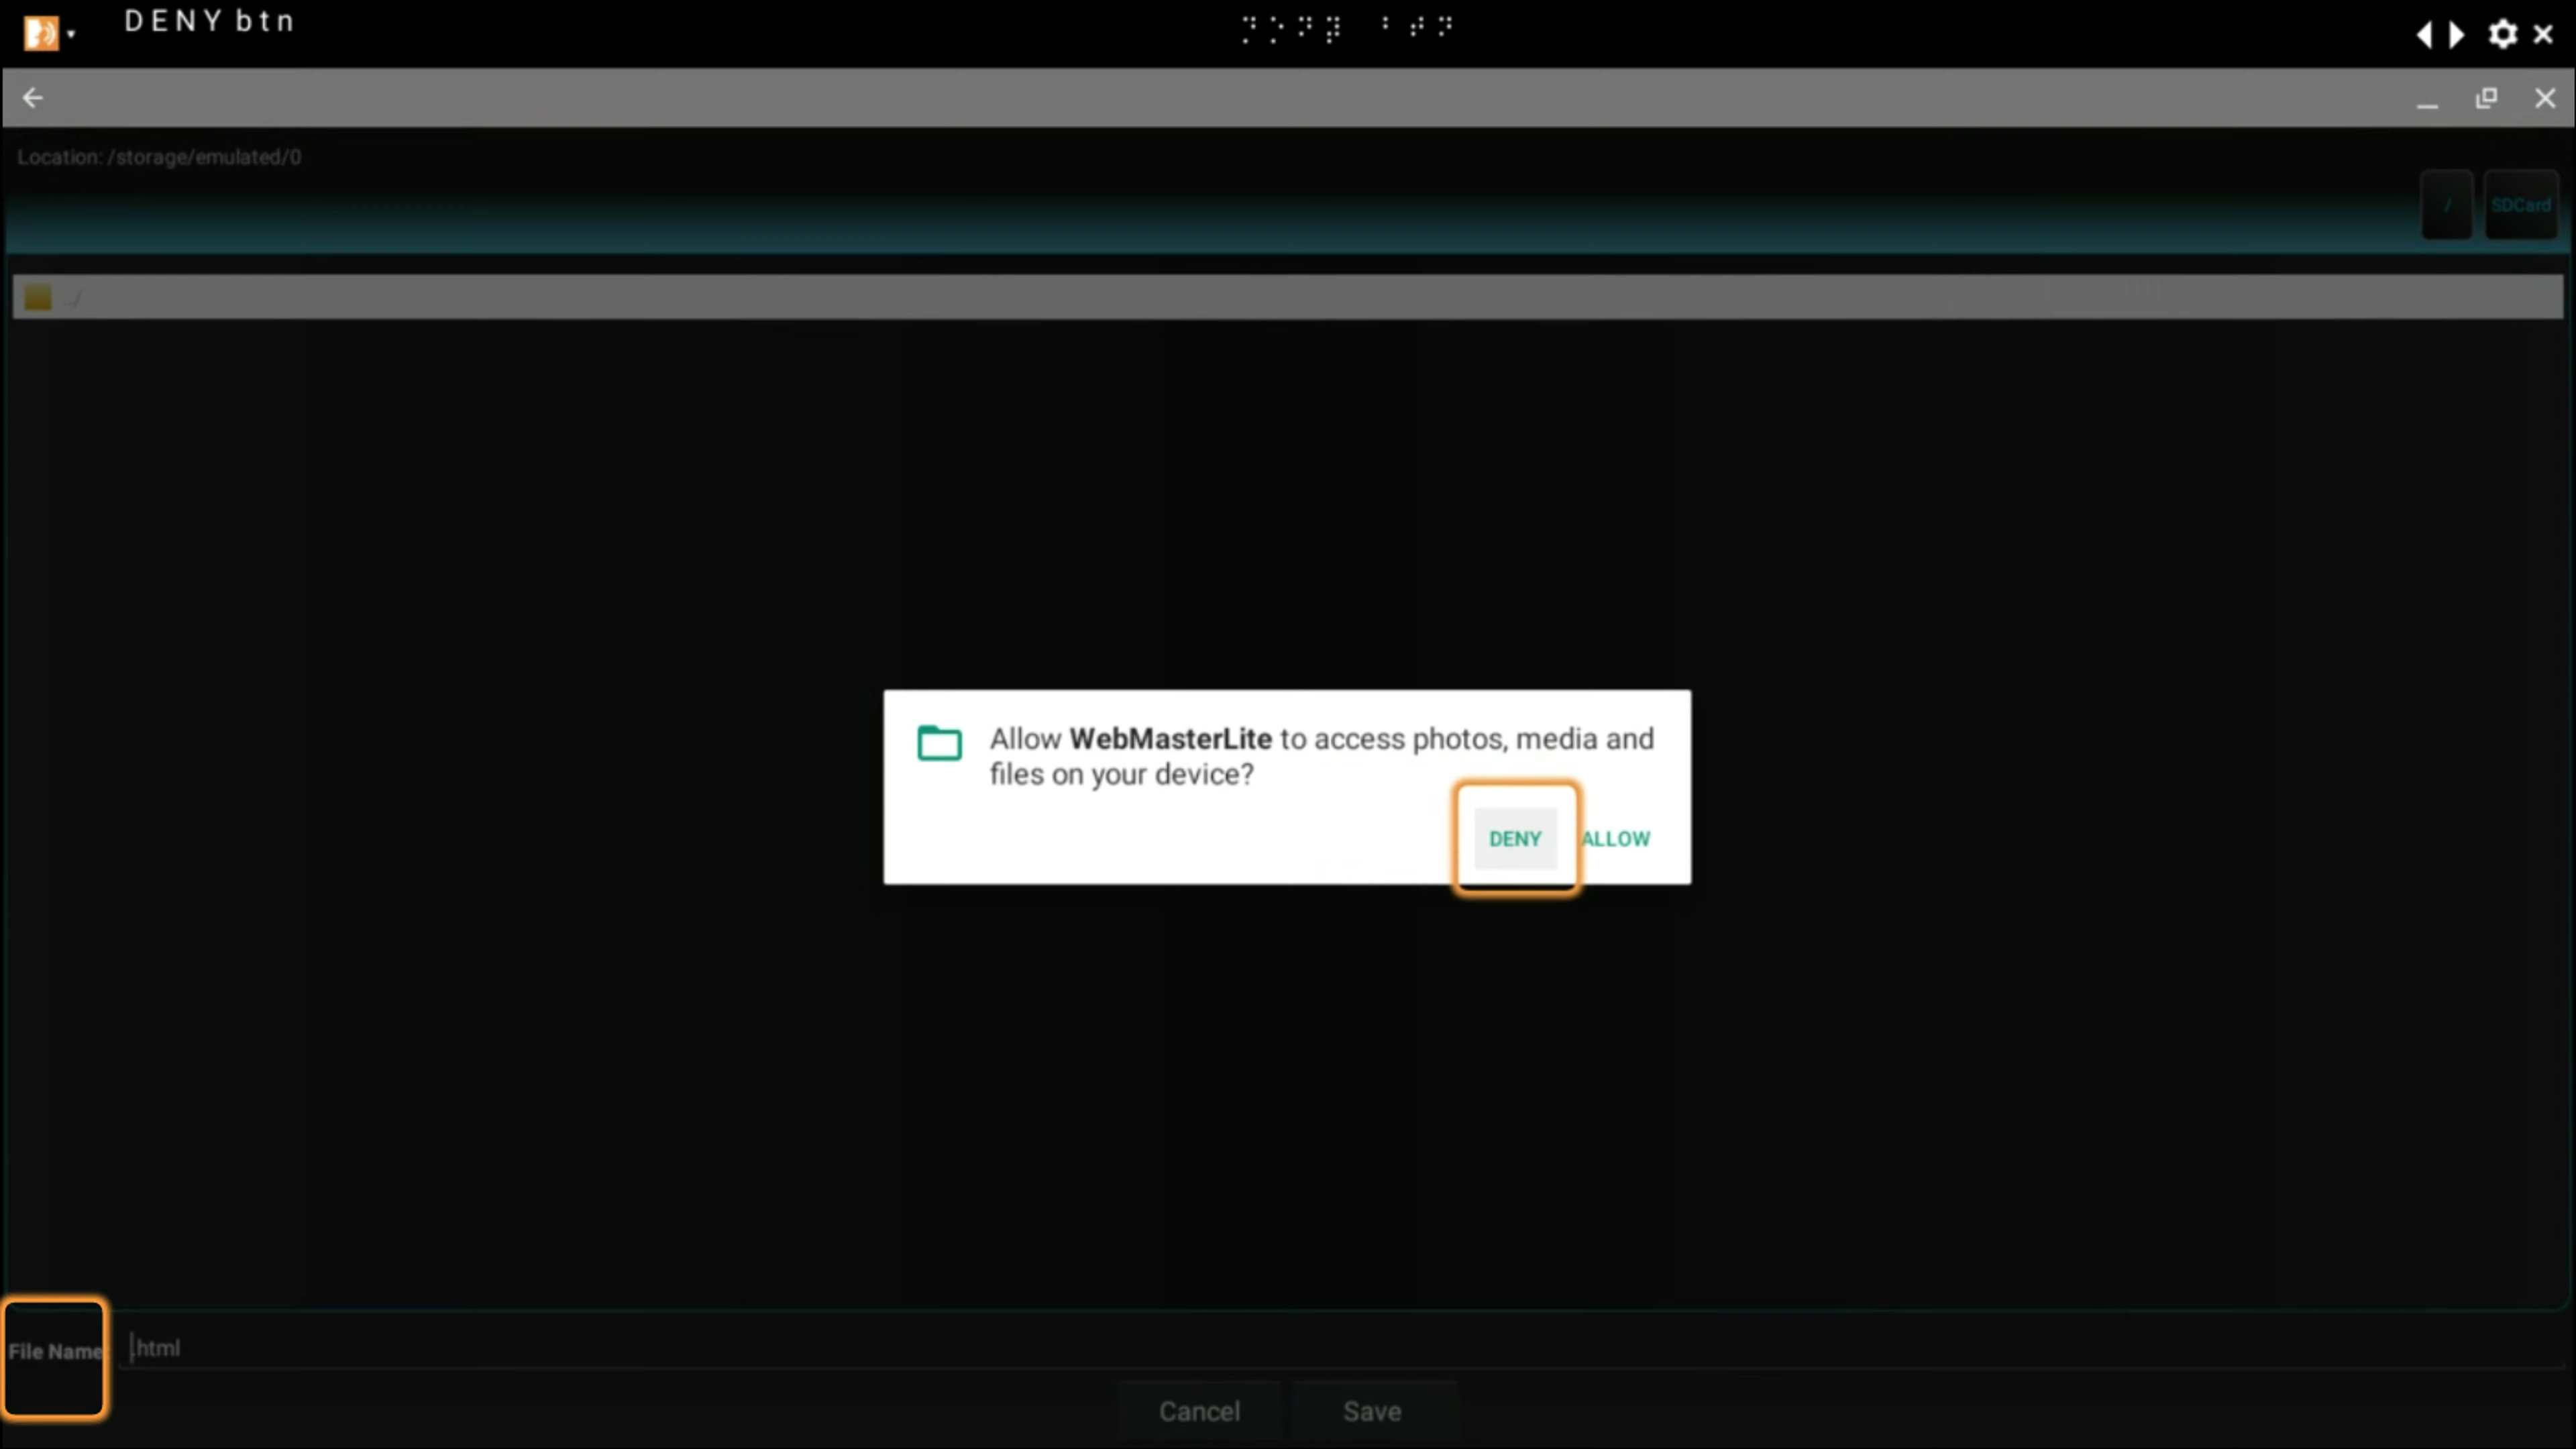 DENY btn
⠙⠑⠝⠽ ⠃⠞⠝
Location: /storage/emulated/0
/ SDCard
../
Allow WebMasterLite to access photos, media and
files on your device?
DENY ALLOW
File Name .html
Cancel Save